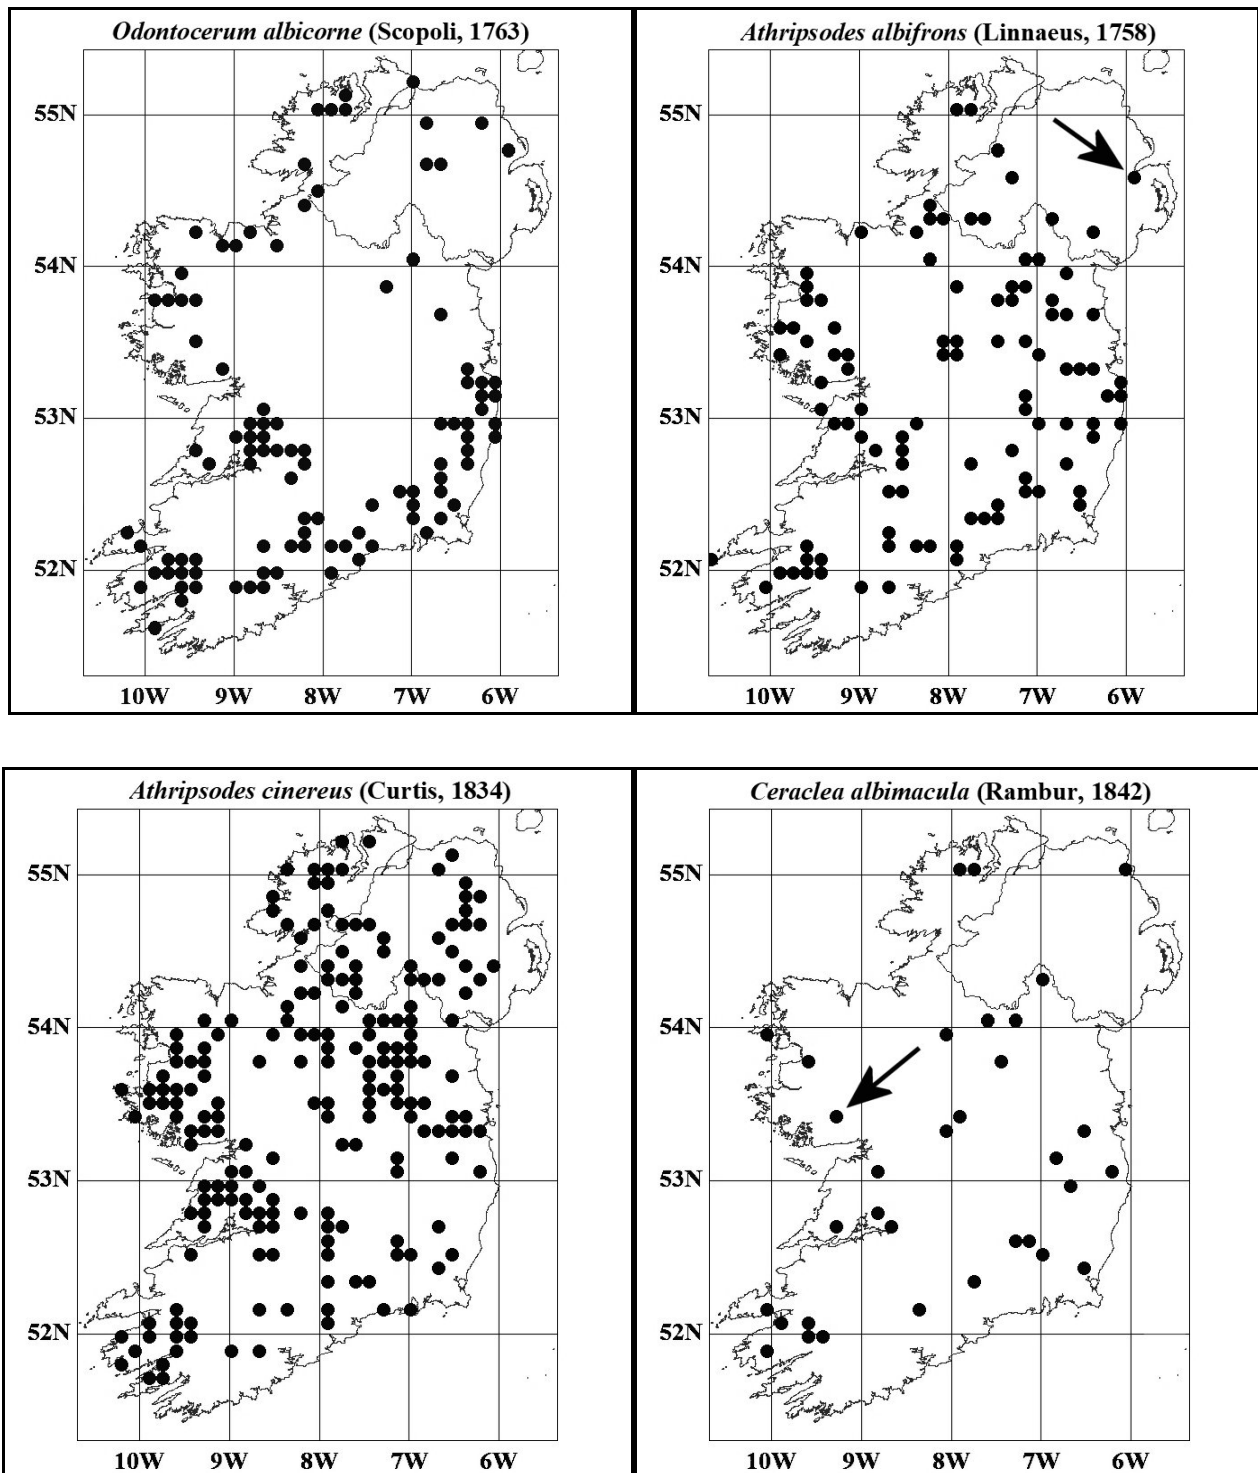 Odontocerum albicorne (Scopoli, 1763)
55N
54N
53N
52N
10W 9W 8W 7W 6W
Athripsodes albifrons (Linnaeus, 1758)
55N
54N
53N
52N
10W 9W 8W 7W 6W
Athripsodes cinereus (Curtis, 1834)
55N
54N
53N
52N
10W 9W 8W 7W 6W
Ceraclea albimacula (Rambur, 1842)
55N
54N
53N
52N
10W 9W 8W 7W 6W